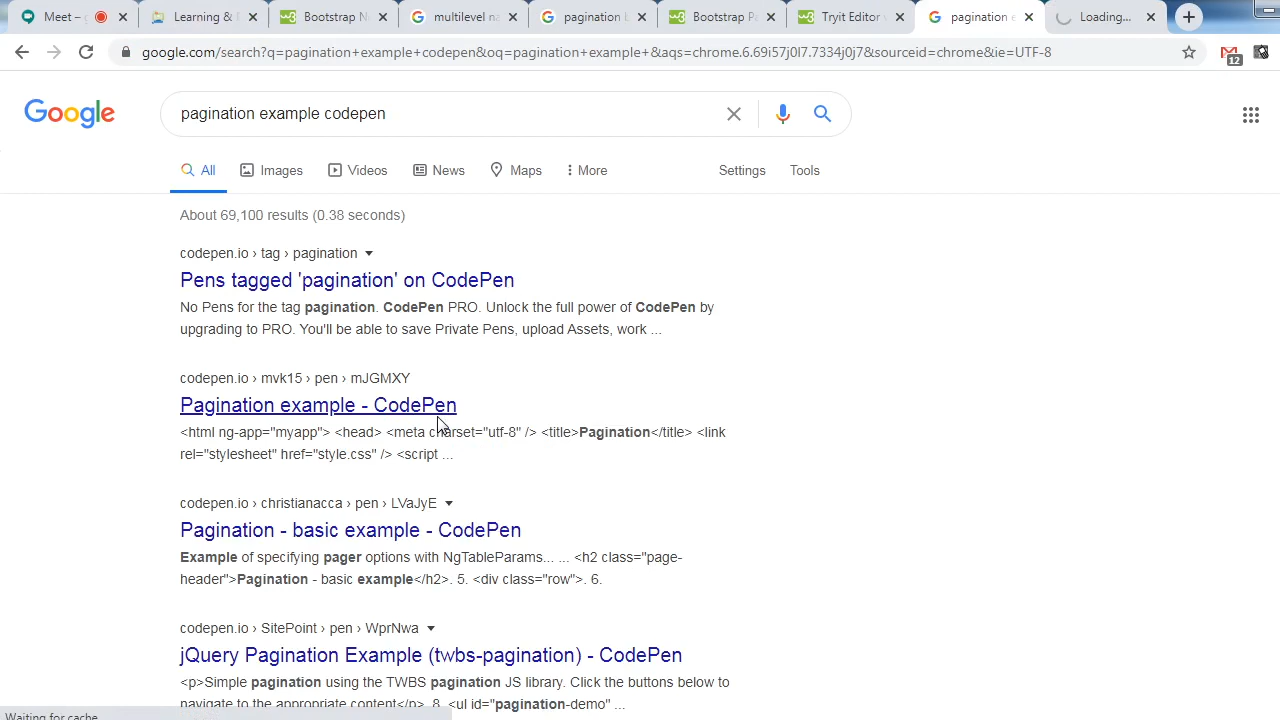 Meet – g
Learning & E
Bootstrap N
multilevel na
pagination L
Bootstrap Pa
Tryit Editor v
pagination e
Loading...
google.com/search?q=pagination+example+codepen&oq=pagination+example+&aqs=chrome.6.69i57j0l7.7334j0j7&sourceid=chrome&ie=UTF-8
12
Google
pagination example codepen
All
Images
Videos
News
Maps
More
Settings
Tools
About 69,100 results (0.38 seconds)
codepen.io › tag › pagination
Pens tagged 'pagination' on CodePen
No Pens for the tag pagination. CodePen PRO. Unlock the full power of CodePen by
upgrading to PRO. You'll be able to save Private Pens, upload Assets, work ...
codepen.io › mvk15 › pen › mJGMXY
Pagination example - CodePen
<html ng-app="myapp"> <head> <meta charset="utf-8" /> <title>Pagination</title> <link
rel="stylesheet" href="style.css" /> <script ...
codepen.io › christianacca › pen › LVaJyE
Pagination - basic example - CodePen
Example of specifying pager options with NgTableParams... ... <h2 class="page-
header">Pagination - basic example</h2>. 5. <div class="row">. 6.
codepen.io › SitePoint › pen › WprNwa
jQuery Pagination Example (twbs-pagination) - CodePen
<p>Simple pagination using the TWBS pagination JS library. Click the buttons below to
navigate to the appropriate content</p>. 8. <ul id="pagination-demo" ...
Waiting for cache